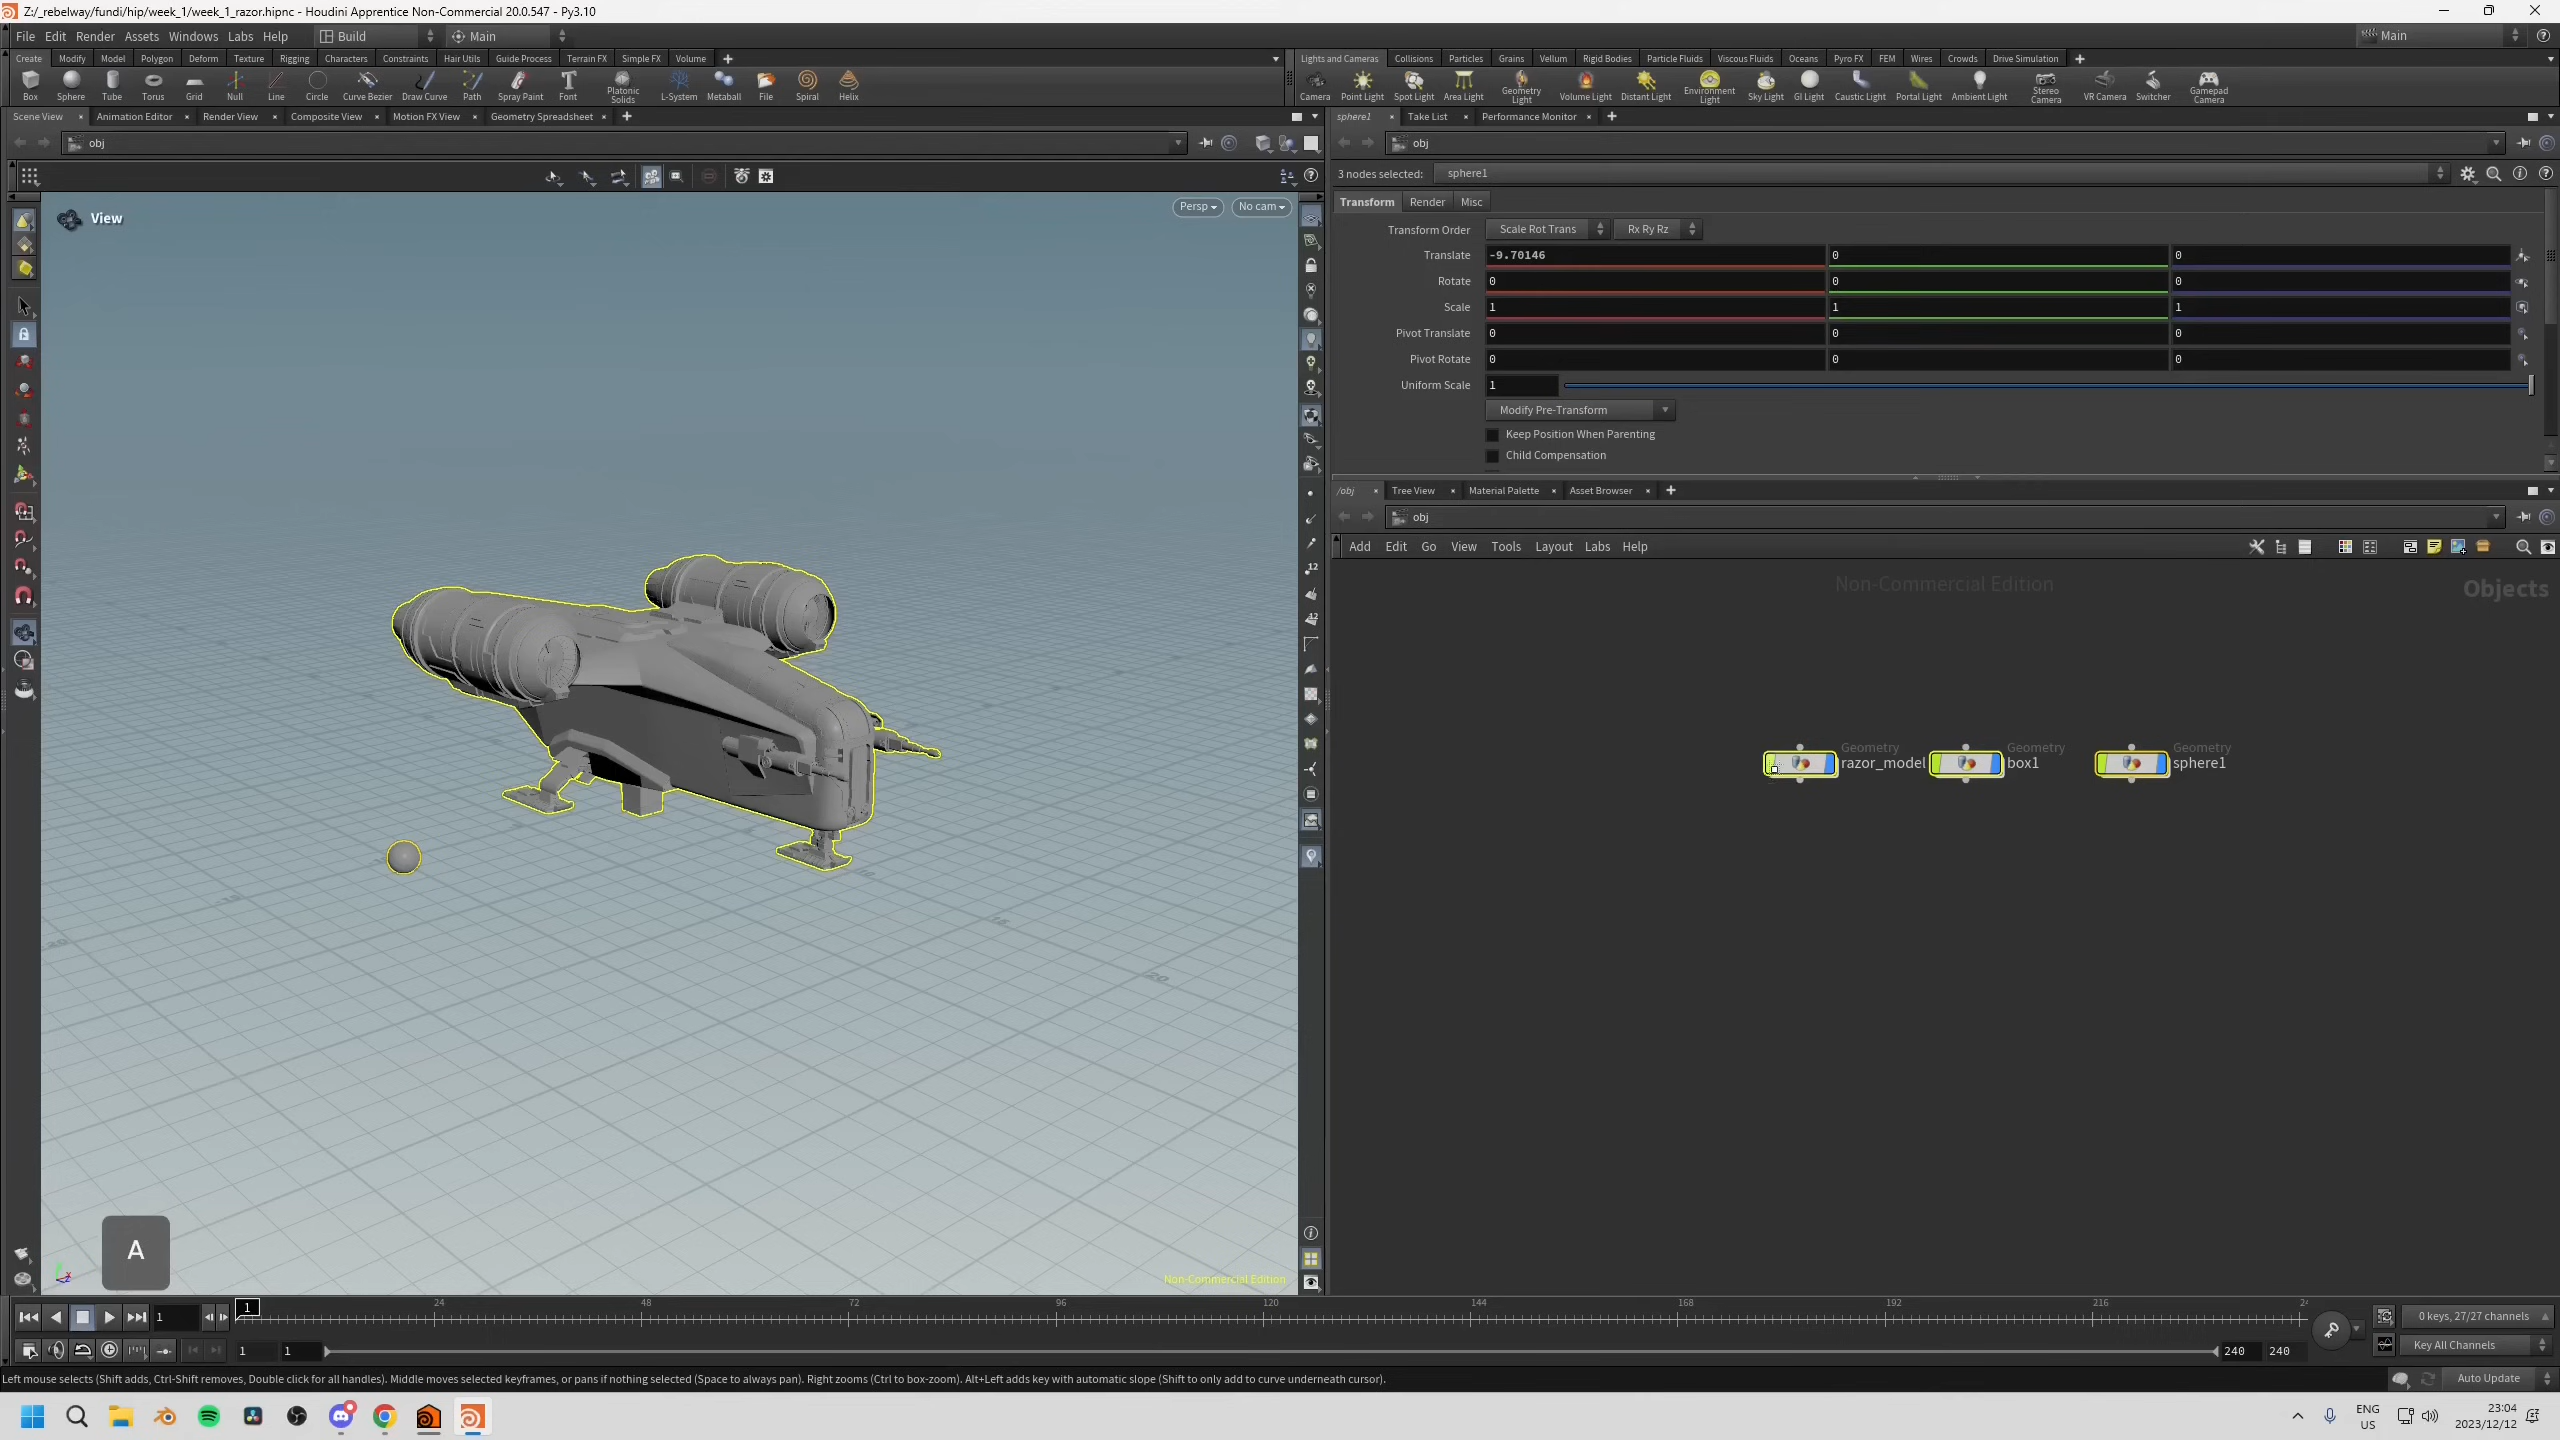 Z:/_rebelway/fundi/hip/week_1/week_1_razor.hipnc - Houdini Apprentice Non-Commercial 20.0.547 - Py3.10
File Edit Render Assets Windows Labs Help Build Main Main
Create Modify Model Polygon Deform Texture Rigging Characters Constraints Hair Utils Guide Process Terrain FX Simple FX Volume
Lights and Cameras Collisions Particles Grains Vellum Rigid Bodies Particle Fluids Viscous Fluids Oceans Pyro FX FEM Wires Crowds Drive Simulation
Box Sphere Tube Torus Grid Null Line Circle Curve Bezier Draw Curve Path Spray Paint Font Platonic Solids L-System Metaball File Spiral Helix
Camera Point Light Spot Light Area Light Geometry Light Volume Light Distant Light Environment Light Sky Light GI Light Caustic Light Portal Light Ambient Light Stereo Camera VR Camera Switcher Gamepad Camera
Scene View Animation Editor Render View Composite View Motion FX View Geometry Spreadsheet
sphere1 Take List Performance Monitor
obj
obj
3 nodes selected: sphere1
Transform Render Misc
View
Persp No cam
Transform Order Scale Rot Trans Rx Ry Rz
Translate -9.70146 0 0
Rotate 0 0 0
Scale 1 1 1
Pivot Translate 0 0 0
Pivot Rotate 0 0 0
Uniform Scale 1
Modify Pre-Transform
Keep Position When Parenting
Child Compensation
/obj Tree View Material Palette Asset Browser
obj
Add Edit Go View Tools Layout Labs Help
Non-Commercial Edition
Objects
Geometry Geometry Geometry
razor_model box1 sphere1
A
Non-Commercial Edition
1 1 24 48 72 96 120 144 168 192 216
0 keys, 27/27 channels
1 1 240 240
Key All Channels
Left mouse selects (Shift adds, Ctrl-Shift removes, Double click for all handles). Middle moves selected keyframes, or pans if nothing selected (Space to always pan). Right zooms (Ctrl to box-zoom). Alt+Left adds key with automatic slope (Shift to only add to curve underneath cursor).
Auto Update
ENG
US
23:04
2023/12/12